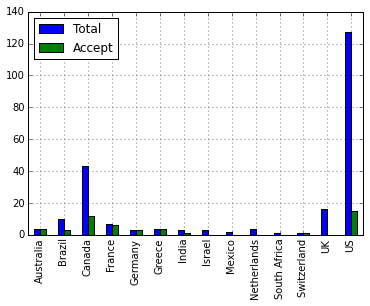 140
120
100
80
60
40
20
0
Total
Accept
Australia
Brazil
Canada
France
Germany
Greece
India
Israel
Mexico
Netherlands
South Africa
Switzerland
UK
US